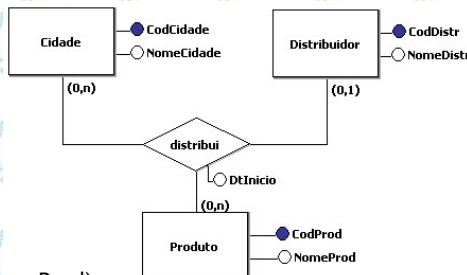 Cidade
CodCidade
NomeCidade
Distribuidor
CodDistr
NomeDistr
(0,n)
(0,1)
distribui
DtInicio
(0,n)
Produto
CodProd
NomeProd